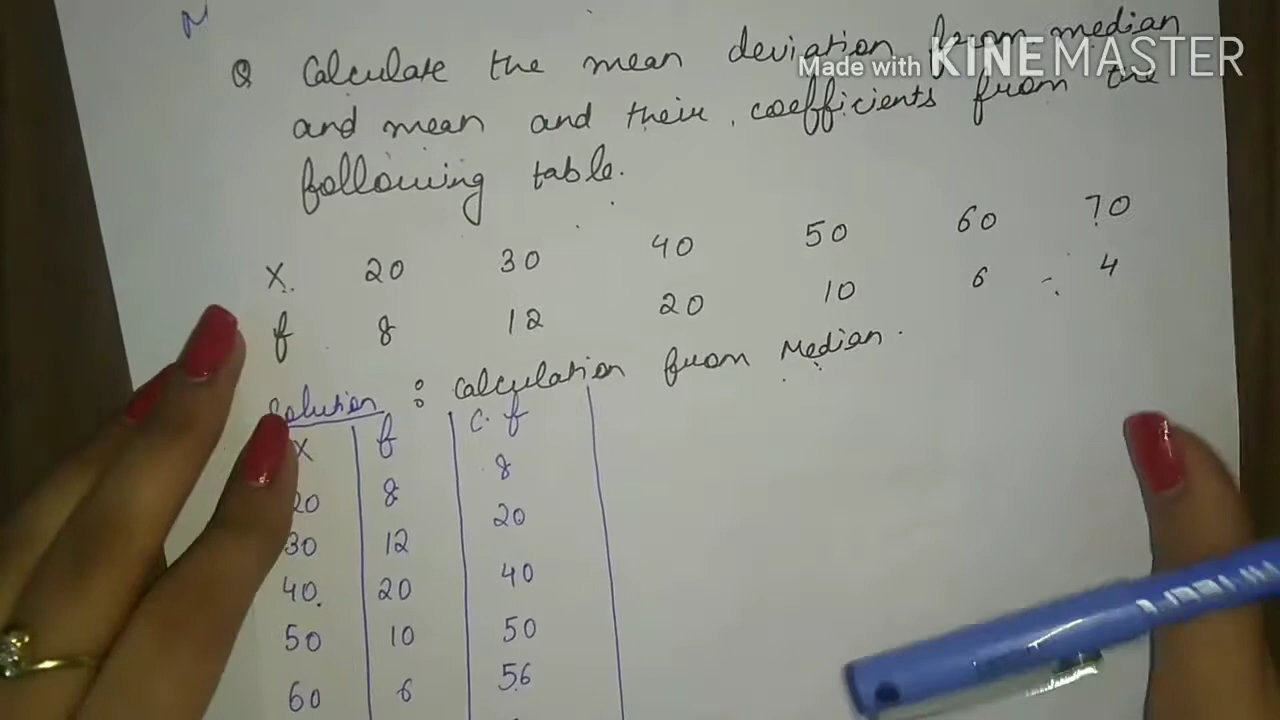 Q Calculate the mean deviation from median
Made with KINEMASTER
and mean and their coefficients from the
following table.
X. 20 30 40 50 60 70
f 8 12 20 10 6 4
Solution : Calculation from Median.
X f C.f
20 8 8
30 12 20
40. 20 40
50 10 50
60 6 56